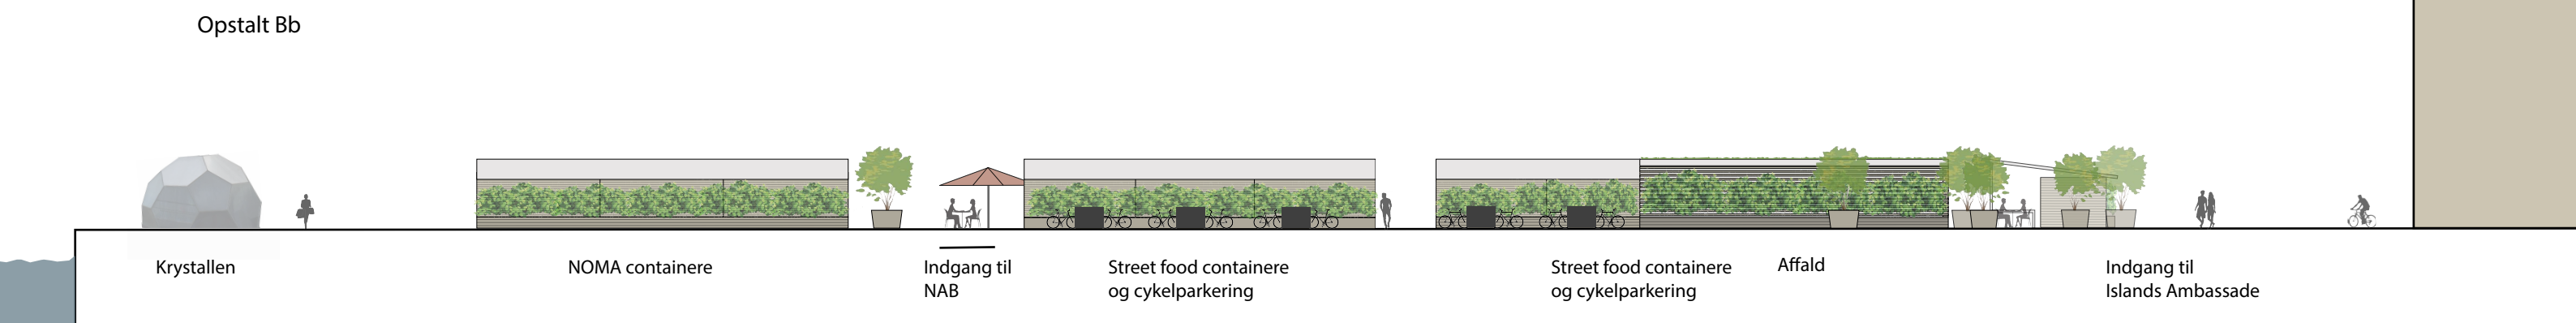 Opstalt Bb
Krystallen
NOMA containere
Indgang til
NAB
Street food containere
og cykelparkering
Street food containere
og cykelparkering
Affald
Indgang til
Islands Ambassade